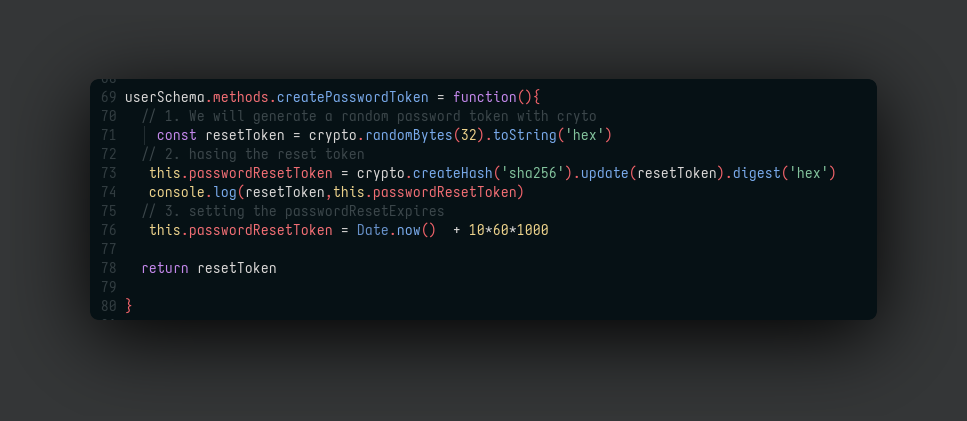 69 userSchema.methods.createPasswordToken = function(){
70 // 1. We will generate a random password token with cryto
71 const resetToken = crypto.randomBytes(32).toString('hex')
72 // 2. hasing the reset token
73 this.passwordResetToken = crypto.createHash('sha256').update(resetToken).digest('hex')
74 console.log(resetToken,this.passwordResetToken)
75 // 3. setting the passwordResetExpires
76 this.passwordResetToken = Date.now()  + 10*60*1000
77
78 return resetToken
79
80 }